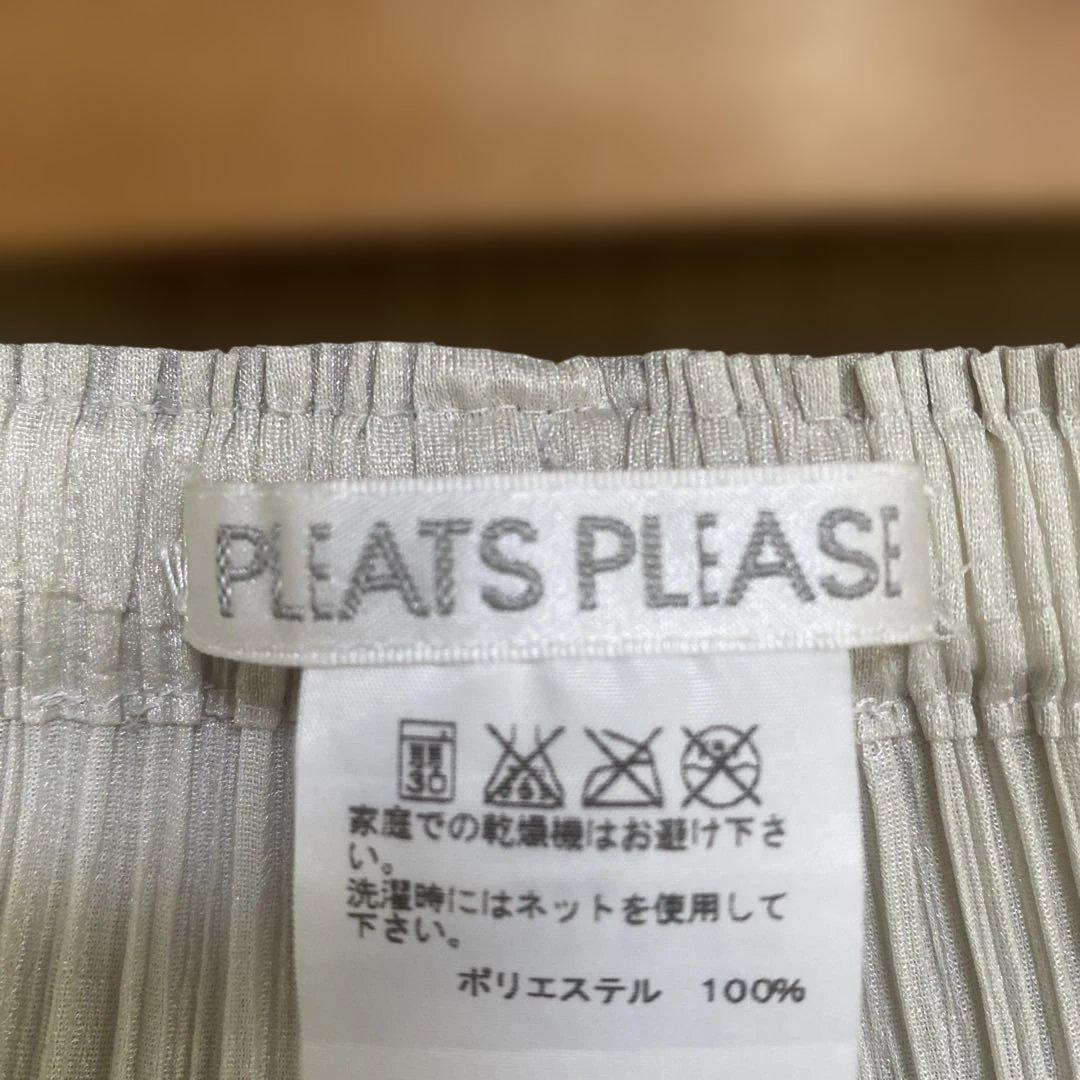 PLEATS PLEASE
弱
30
家庭での乾燥機はお避け下さ
い。
洗濯時にはネットを使用して
下さい。
ポリエステル 100%